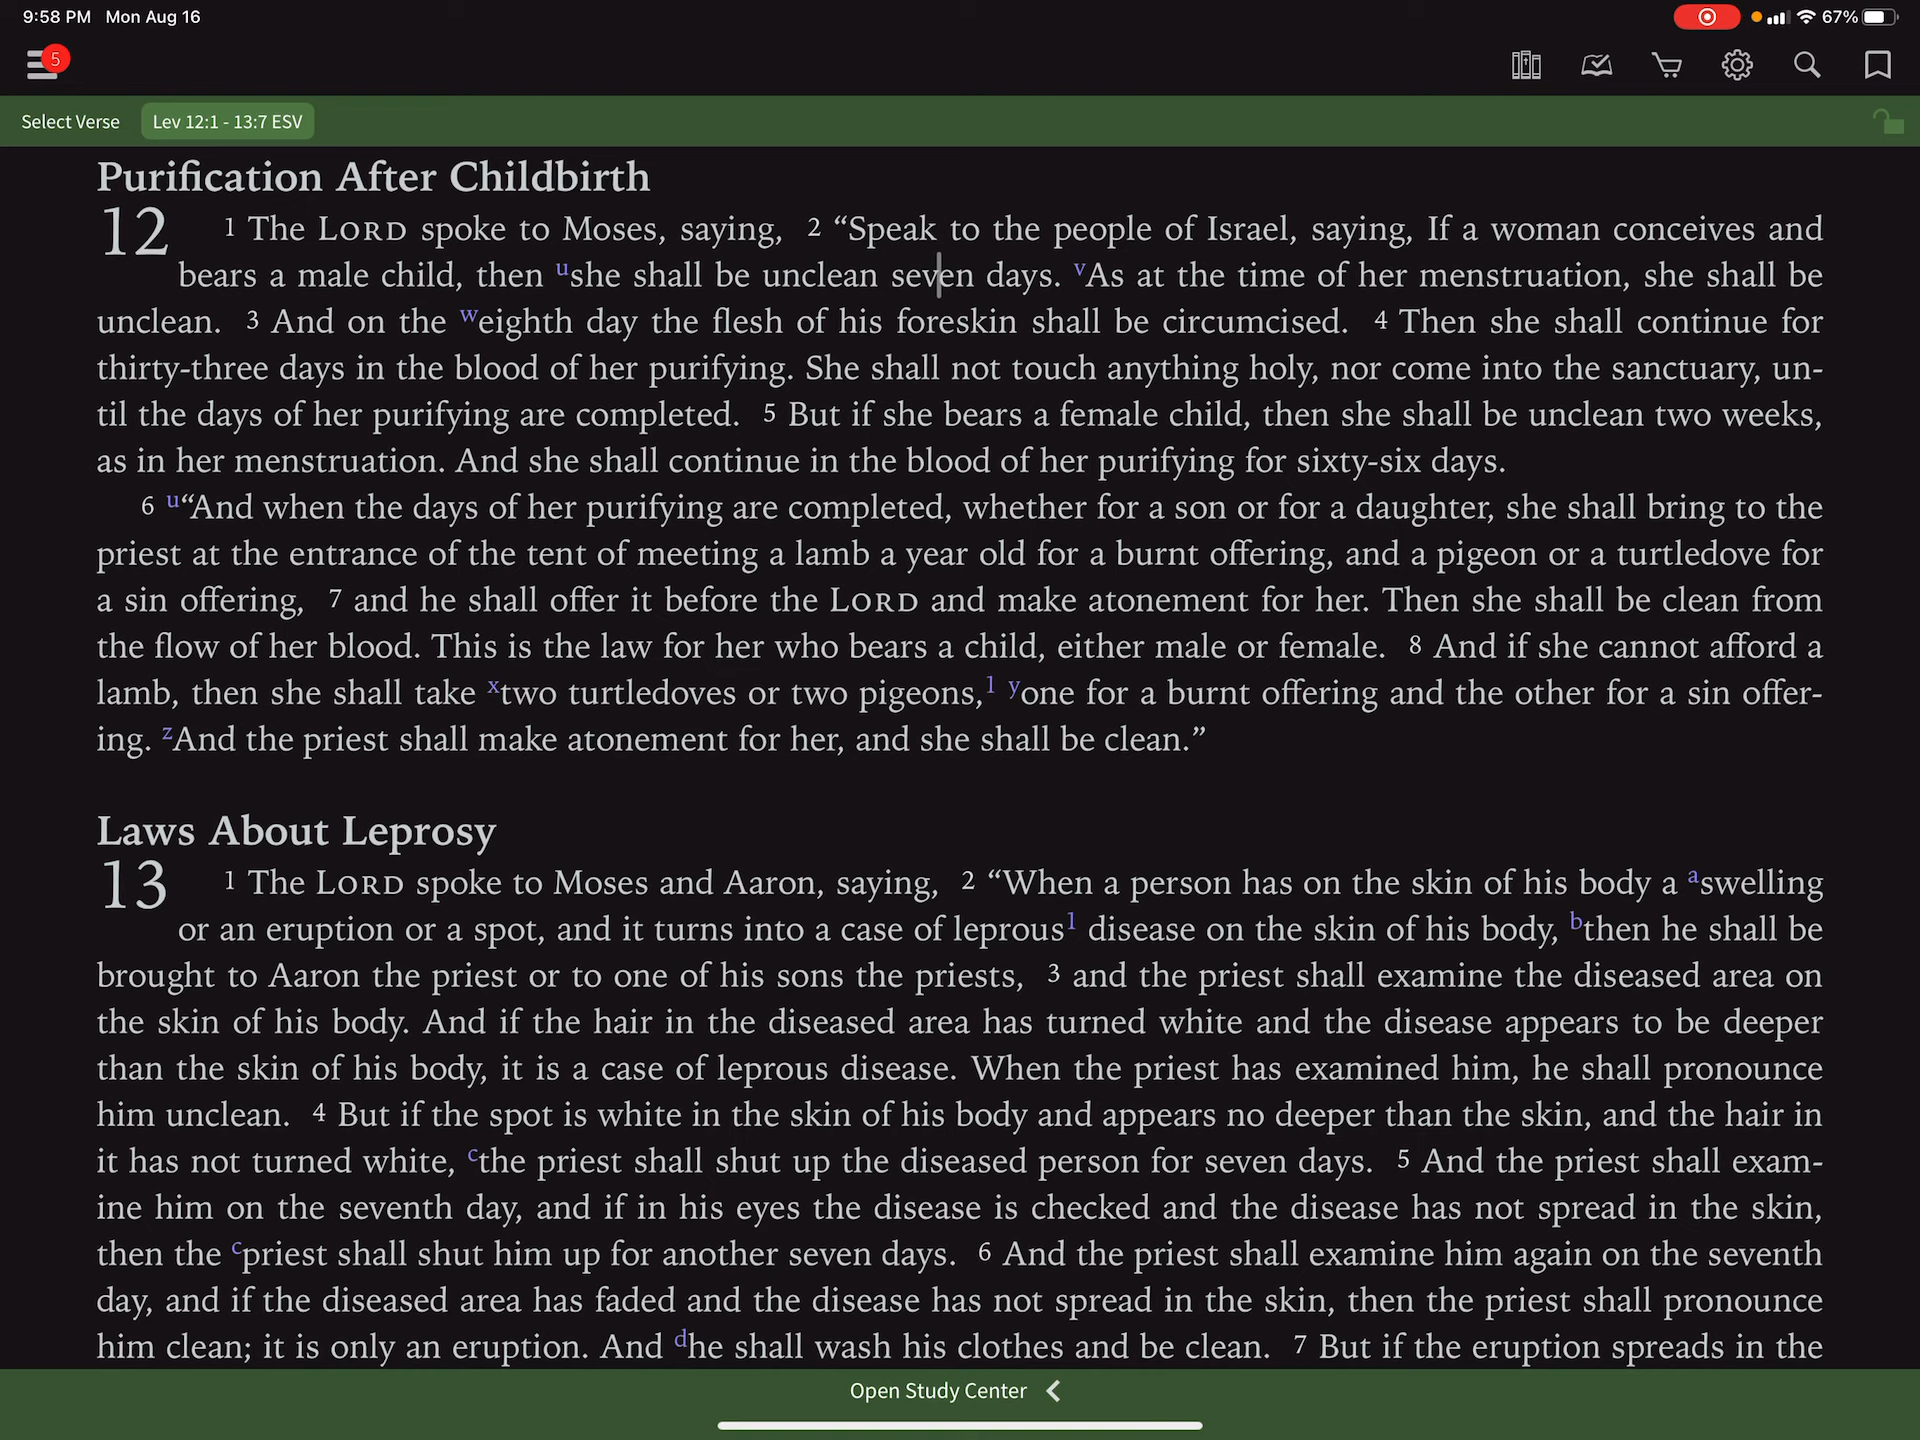 9:58 PM Mon Aug 16 67%
5
Select Verse Lev 12:1 - 13:7 ESV
Purification After Childbirth
12 1 The LORD spoke to Moses, saying, 2 “Speak to the people of Israel, saying, If a woman conceives and
bears a male child, then ushe shall be unclean seven days. vAs at the time of her menstruation, she shall be
unclean. 3 And on the weighth day the flesh of his foreskin shall be circumcised. 4 Then she shall continue for
thirty-three days in the blood of her purifying. She shall not touch anything holy, nor come into the sanctuary, un-
til the days of her purifying are completed. 5 But if she bears a female child, then she shall be unclean two weeks,
as in her menstruation. And she shall continue in the blood of her purifying for sixty-six days.
6 u“And when the days of her purifying are completed, whether for a son or for a daughter, she shall bring to the
priest at the entrance of the tent of meeting a lamb a year old for a burnt offering, and a pigeon or a turtledove for
a sin offering, 7 and he shall offer it before the LORD and make atonement for her. Then she shall be clean from
the flow of her blood. This is the law for her who bears a child, either male or female. 8 And if she cannot afford a
lamb, then she shall take xtwo turtledoves or two pigeons,1 yone for a burnt offering and the other for a sin offer-
ing. zAnd the priest shall make atonement for her, and she shall be clean.”
Laws About Leprosy
13 1 The LORD spoke to Moses and Aaron, saying, 2 “When a person has on the skin of his body a aswelling
or an eruption or a spot, and it turns into a case of leprous1 disease on the skin of his body, bthen he shall be
brought to Aaron the priest or to one of his sons the priests, 3 and the priest shall examine the diseased area on
the skin of his body. And if the hair in the diseased area has turned white and the disease appears to be deeper
than the skin of his body, it is a case of leprous disease. When the priest has examined him, he shall pronounce
him unclean. 4 But if the spot is white in the skin of his body and appears no deeper than the skin, and the hair in
it has not turned white, cthe priest shall shut up the diseased person for seven days. 5 And the priest shall exam-
ine him on the seventh day, and if in his eyes the disease is checked and the disease has not spread in the skin,
then the cpriest shall shut him up for another seven days. 6 And the priest shall examine him again on the seventh
day, and if the diseased area has faded and the disease has not spread in the skin, then the priest shall pronounce
him clean; it is only an eruption. And dhe shall wash his clothes and be clean. 7 But if the eruption spreads in the
Open Study Center